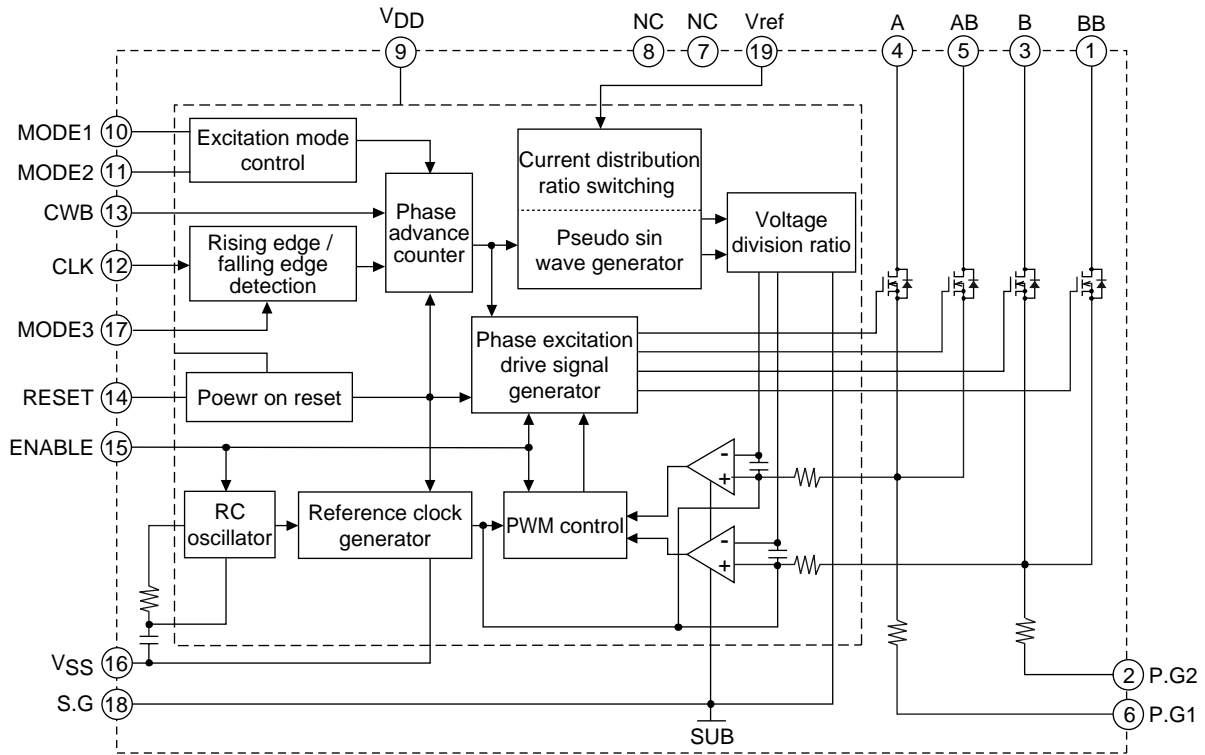 VDD
NC
NC
Vref
A
AB
B
BB
9
8
7
19
4
5
3
1
MODE1
10
MODE2
11
CWB
13
CLK
12
MODE3
17
RESET
14
ENABLE
15
VSS
16
S.G
18
Excitation mode
control
Phase
advance
counter
Rising edge /
falling edge
detection
Current distribution
ratio switching
Pseudo sin
wave generator
Voltage
division ratio
Phase excitation
drive signal
generator
Poewr on reset
RC
oscillator
Reference clock
generator
PWM control
-
+
-
+
SUB
2
P.G2
6
P.G1